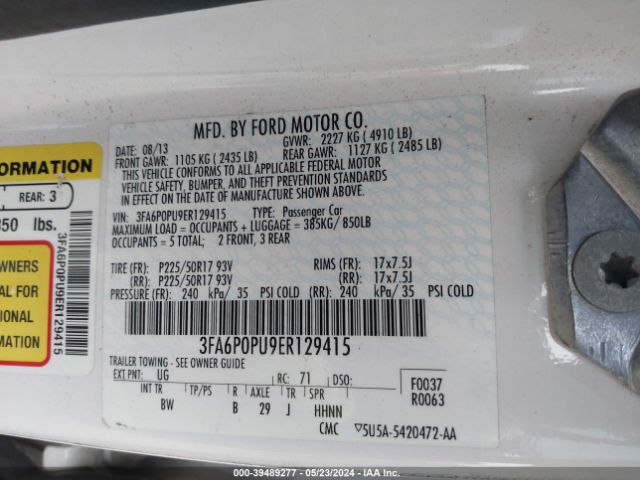 MFD. BY FORD MOTOR CO.
DATE: 08/13 GVWR: 2227 KG ( 4910 LB)
FRONT GAWR: 1105 KG ( 2435 LB) REAR GAWR: 1127 KG ( 2485 LB)
THIS VEHICLE CONFORMS TO ALL APPLICABLE FEDERAL MOTOR
VEHICLE SAFETY, BUMPER, AND THEFT PREVENTION STANDARDS
IN EFFECT ON THE DATE OF MANUFACTURE SHOWN ABOVE.
VIN: 3FA6P0PU9ER129415 TYPE: Passenger Car
MAXIMUM LOAD = OCCUPANTS + LUGGAGE = 385KG/ 850LB
OCCUPANTS = 5 TOTAL; 2 FRONT, 3 REAR
TIRE (FR): P225/50R17 93V RIMS (FR): 17x7.5J
(RR): P225/50R17 93V (RR): 17x7.5J
PRESSURE (FR): 240 kPa/ 35 PSI COLD (RR): 240 kPa/ 35 PSI COLD
3FA6P0PU9ER129415
TRAILER TOWING - SEE OWNER GUIDE
EXT PNT: UG RC: 71 DSO: F0037
INT TR TP/PS R AXLE TR SPR R0063
BW B 29 J HHNN
CMC ▽5U5A-5420472-AA
FORMATION
REAR: 3
850 lbs.
WNERS
AL FOR
IONAL
MATION
3FA6P0PU9ER129415
000-39489277 - 05/23/2024 - IAAI.COM